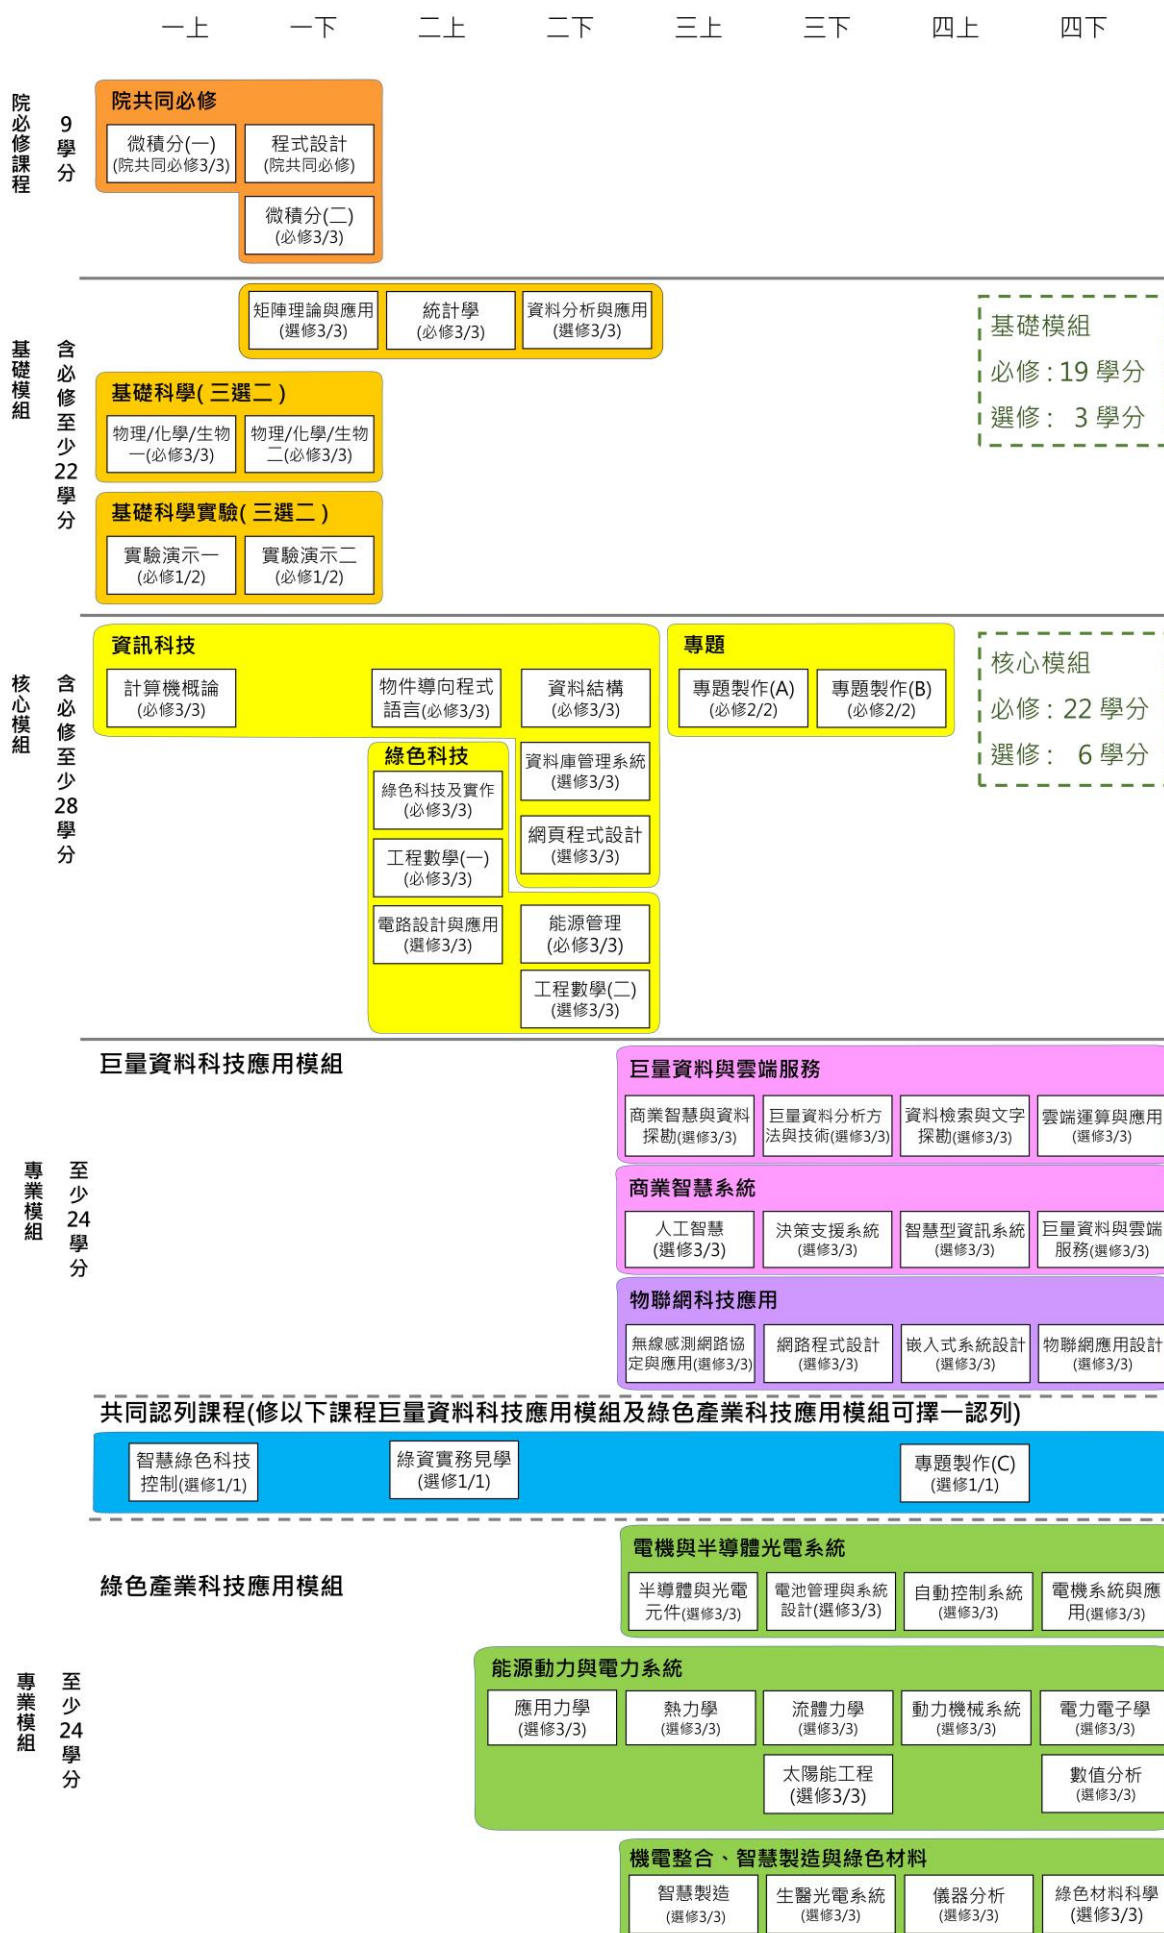 一上 一下 二上 二下 三上 三下 四上 四下
院必修課程
9學分
院共同必修
微積分(一)
(院共同必修3/3)
程式設計
(院共同必修)
微積分(二)
(必修3/3)
基礎模組
含必修至少22學分
矩陣理論與應用
(選修3/3)
統計學
(必修3/3)
資料分析與應用
(選修3/3)
基礎科學(三選二)
物理/化學/生物
一(必修3/3)
物理/化學/生物
二(必修3/3)
基礎科學實驗(三選二)
實驗演示一
(必修1/2)
實驗演示二
(必修1/2)
基礎模組
必修：19 學分
選修： 3 學分
核心模組
含必修至少28學分
資訊科技
計算機概論
(必修3/3)
物件導向程式
語言(必修3/3)
資料結構
(必修3/3)
資料庫管理系統
(選修3/3)
網頁程式設計
(選修3/3)
綠色科技
綠色科技及實作
(必修3/3)
工程數學(一)
(必修3/3)
電路設計與應用
(選修3/3)
能源管理
(必修3/3)
工程數學(二)
(選修3/3)
專題
專題製作(A)
(必修2/2)
專題製作(B)
(必修2/2)
核心模組
必修：22 學分
選修： 6 學分
巨量資料科技應用模組
專業模組
至少24學分
巨量資料與雲端服務
商業智慧與資料
探勘(選修3/3)
巨量資料分析方
法與技術(選修3/3)
資料檢索與文字
探勘(選修3/3)
雲端運算與應用
(選修3/3)
商業智慧系統
人工智慧
(選修3/3)
決策支援系統
(選修3/3)
智慧型資訊系統
(選修3/3)
巨量資料與雲端
服務(選修3/3)
物聯網科技應用
無線感測網路協
定與應用(選修3/3)
網路程式設計
(選修3/3)
嵌入式系統設計
(選修3/3)
物聯網應用設計
(選修3/3)
共同認列課程(修以下課程巨量資料科技應用模組及綠色產業科技應用模組可擇一認列)
智慧綠色科技
控制(選修1/1)
綠資實務見學
(選修1/1)
專題製作(C)
(選修1/1)
綠色產業科技應用模組
專業模組
至少24學分
電機與半導體光電系統
半導體與光電
元件(選修3/3)
電池管理與系統
設計(選修3/3)
自動控制系統
(選修3/3)
電機系統與應
用(選修3/3)
能源動力與電力系統
應用力學
(選修3/3)
熱力學
(選修3/3)
流體力學
(選修3/3)
動力機械系統
(選修3/3)
電力電子學
(選修3/3)
太陽能工程
(選修3/3)
數值分析
(選修3/3)
機電整合、智慧製造與綠色材料
智慧製造
(選修3/3)
生醫光電系統
(選修3/3)
儀器分析
(選修3/3)
綠色材料科學
(選修3/3)